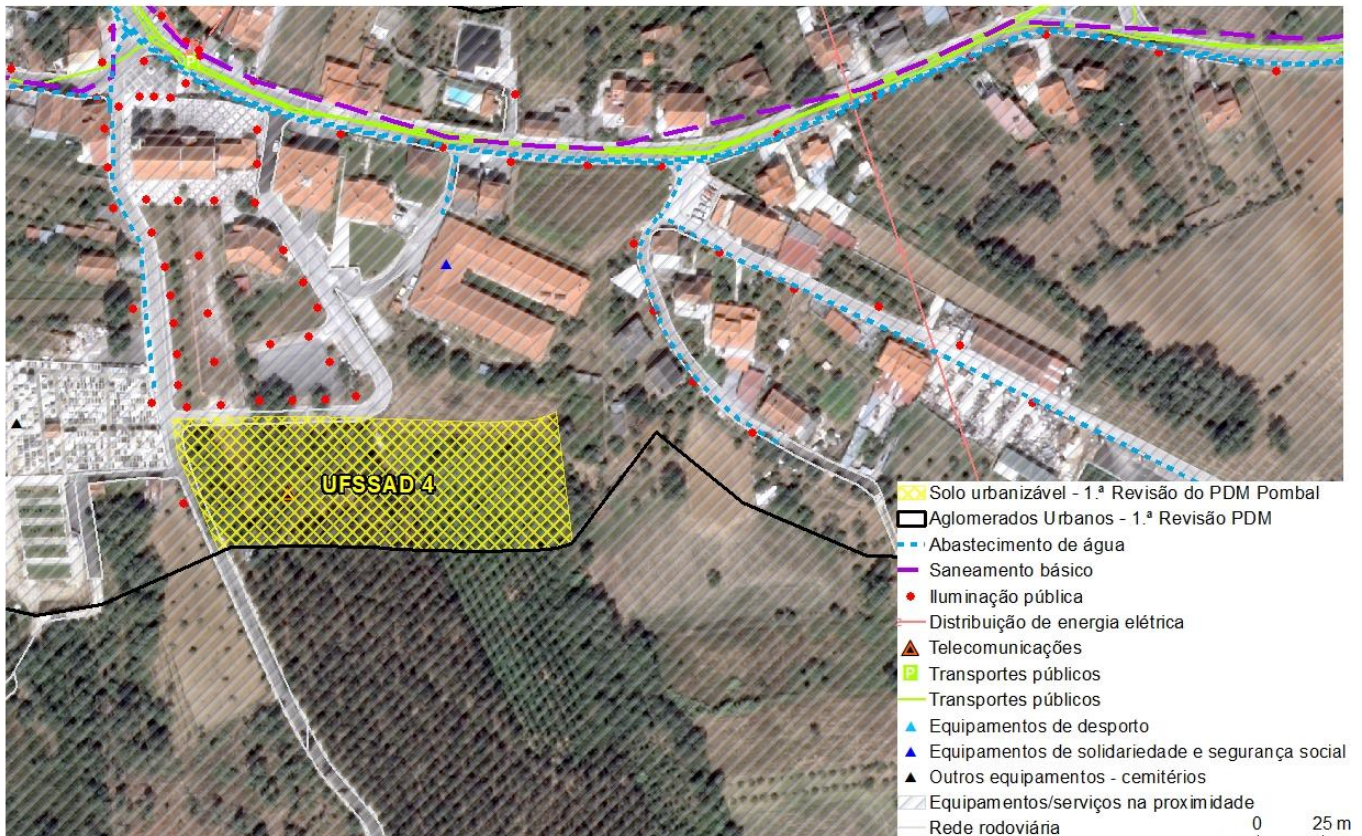 P
UFSSAD 4
Solo urbanizável - 1.ª Revisão do PDM Pombal
Aglomerados Urbanos - 1.ª Revisão PDM
Abastecimento de água
Saneamento básico
Iluminação pública
Distribuição de energia elétrica
Telecomunicações
P Transportes públicos
Transportes públicos
Equipamentos de desporto
Equipamentos de solidariedade e segurança social
Outros equipamentos - cemitérios
Equipamentos/serviços na proximidade
Rede rodoviária
0 25 m